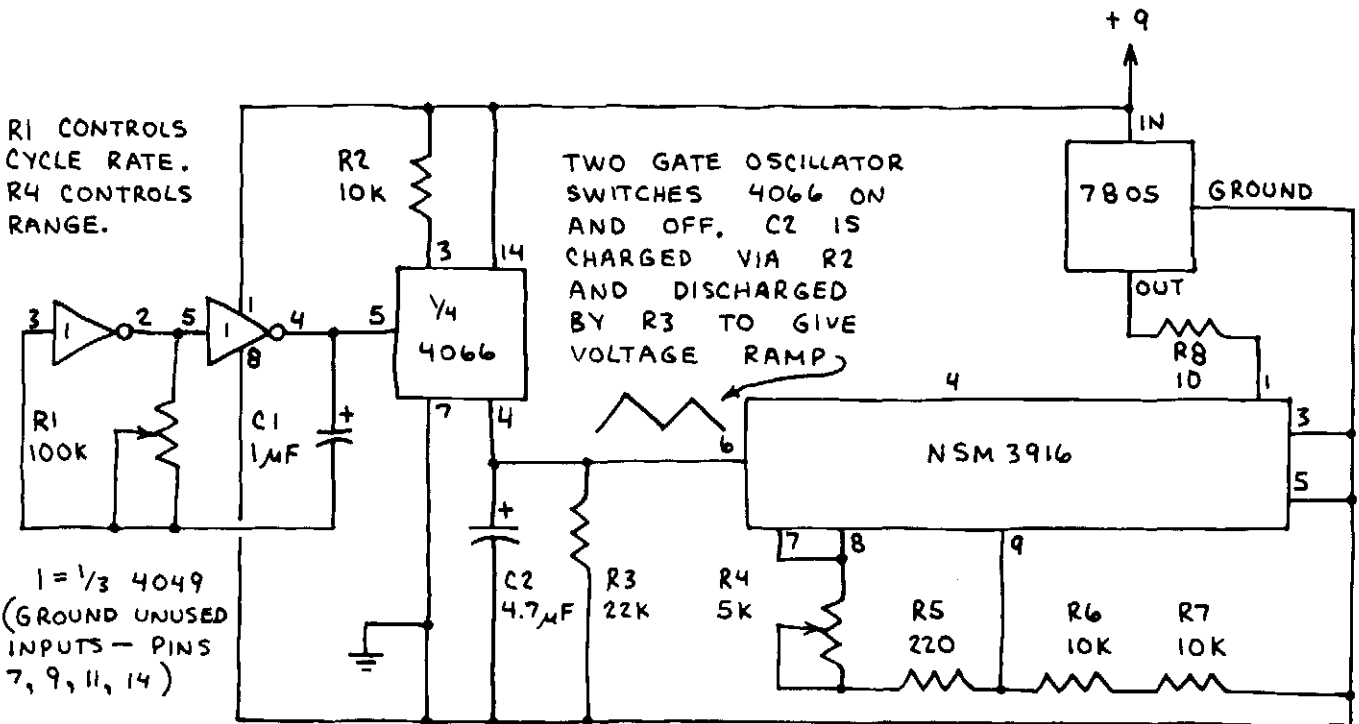 + 9
R1 CONTROLS
CYCLE RATE.
R4 CONTROLS
RANGE.
R2
10K
TWO GATE OSCILLATOR
SWITCHES 4066 ON
AND OFF. C2 IS
CHARGED VIA R2
AND DISCHARGED
BY R3 TO GIVE
VOLTAGE RAMP
IN
7805
GROUND
OUT
R8
10
3
1
2
5
1
1
4
8
5
3
14
1/4
4066
7
4
R1
100K
C1
1µF
+
6
4
1
NSM 3916
3
5
7
8
9
+
C2
4.7µF
R3
22K
R4
5K
R5
220
R6
10K
R7
10K
1 = 1/3 4049
(GROUND UNUSED
INPUTS — PINS
7, 9, 11, 14)